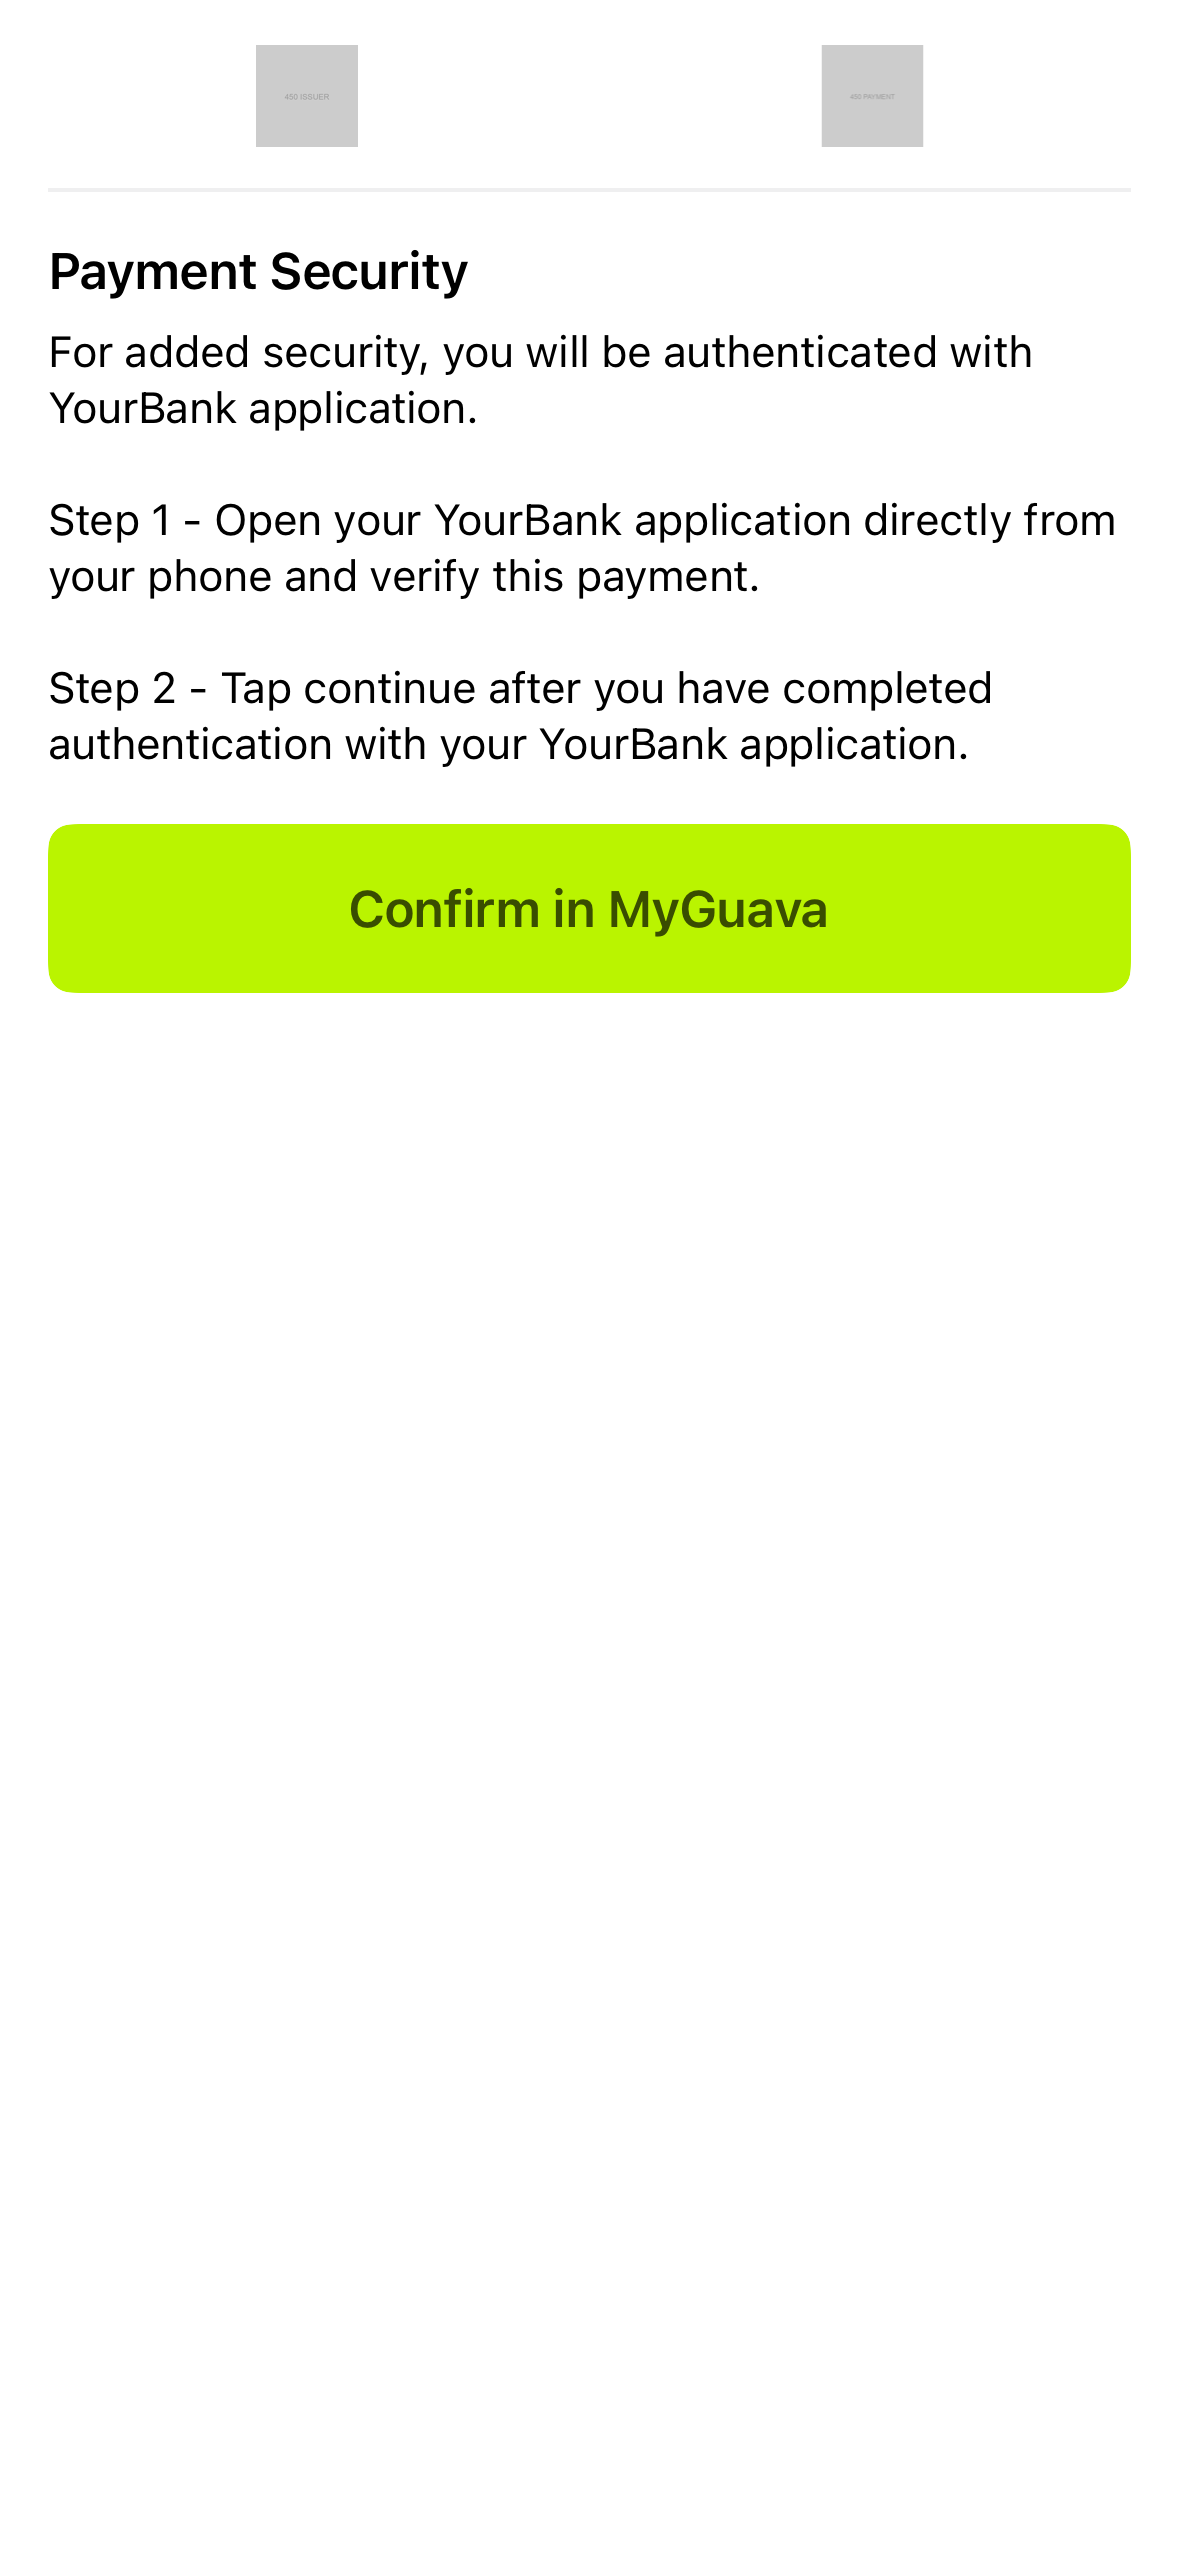 450 ISSUER
450 PAYMENT
Payment Security
For added security, you will be authenticated with
YourBank application.
Step 1 - Open your YourBank application directly from
your phone and verify this payment.
Step 2 - Tap continue after you have completed
authentication with your YourBank application.
Confirm in MyGuava